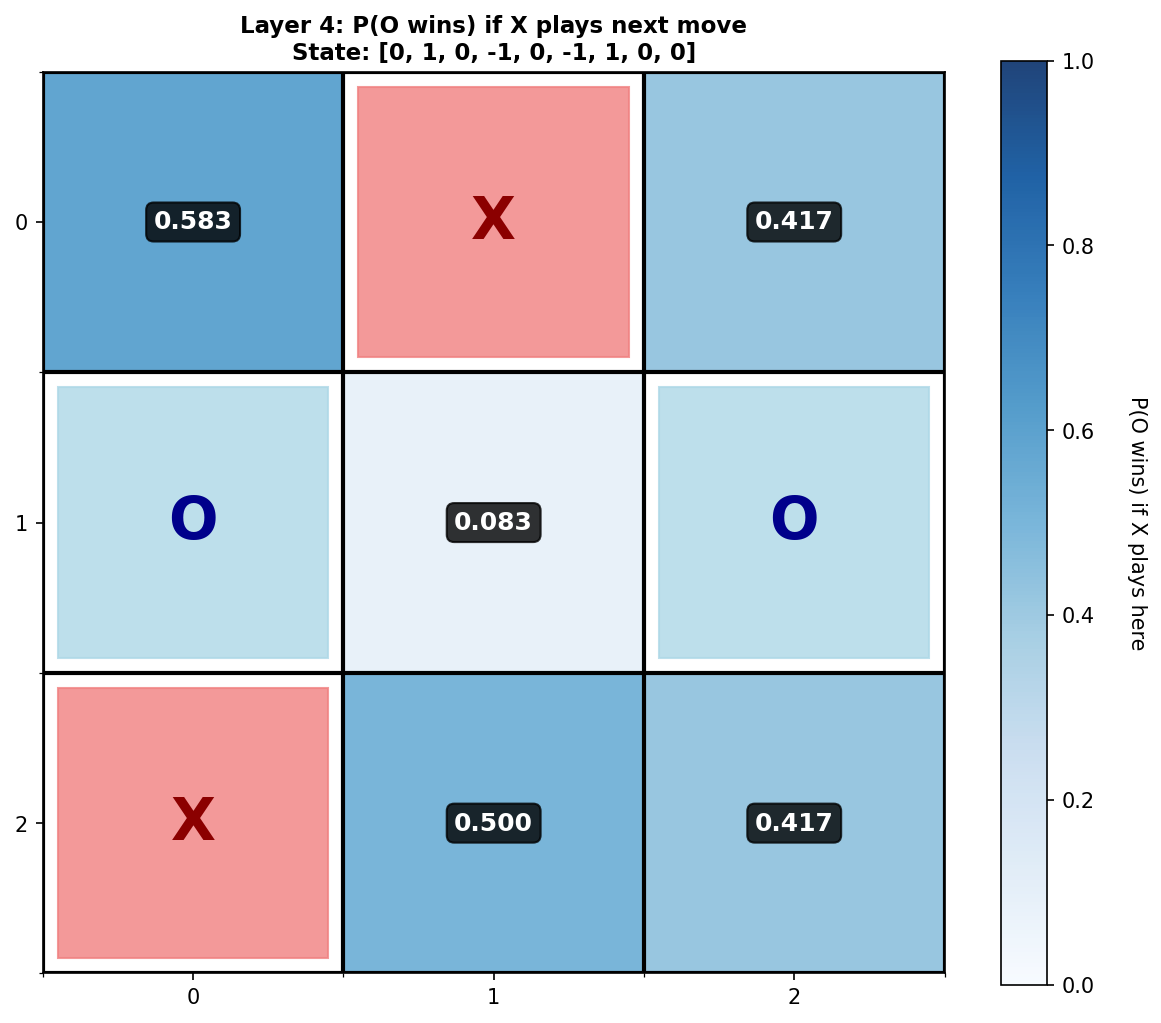 Layer 4: P(O wins) if X plays next move
State: [0, 1, 0, -1, 0, -1, 1, 0, 0]
0.583
X
0.417
O
0.083
O
X
0.500
0.417
0
1
2
0
1
2
1.0
0.8
0.6
0.4
0.2
0.0
P(O wins) if X plays here